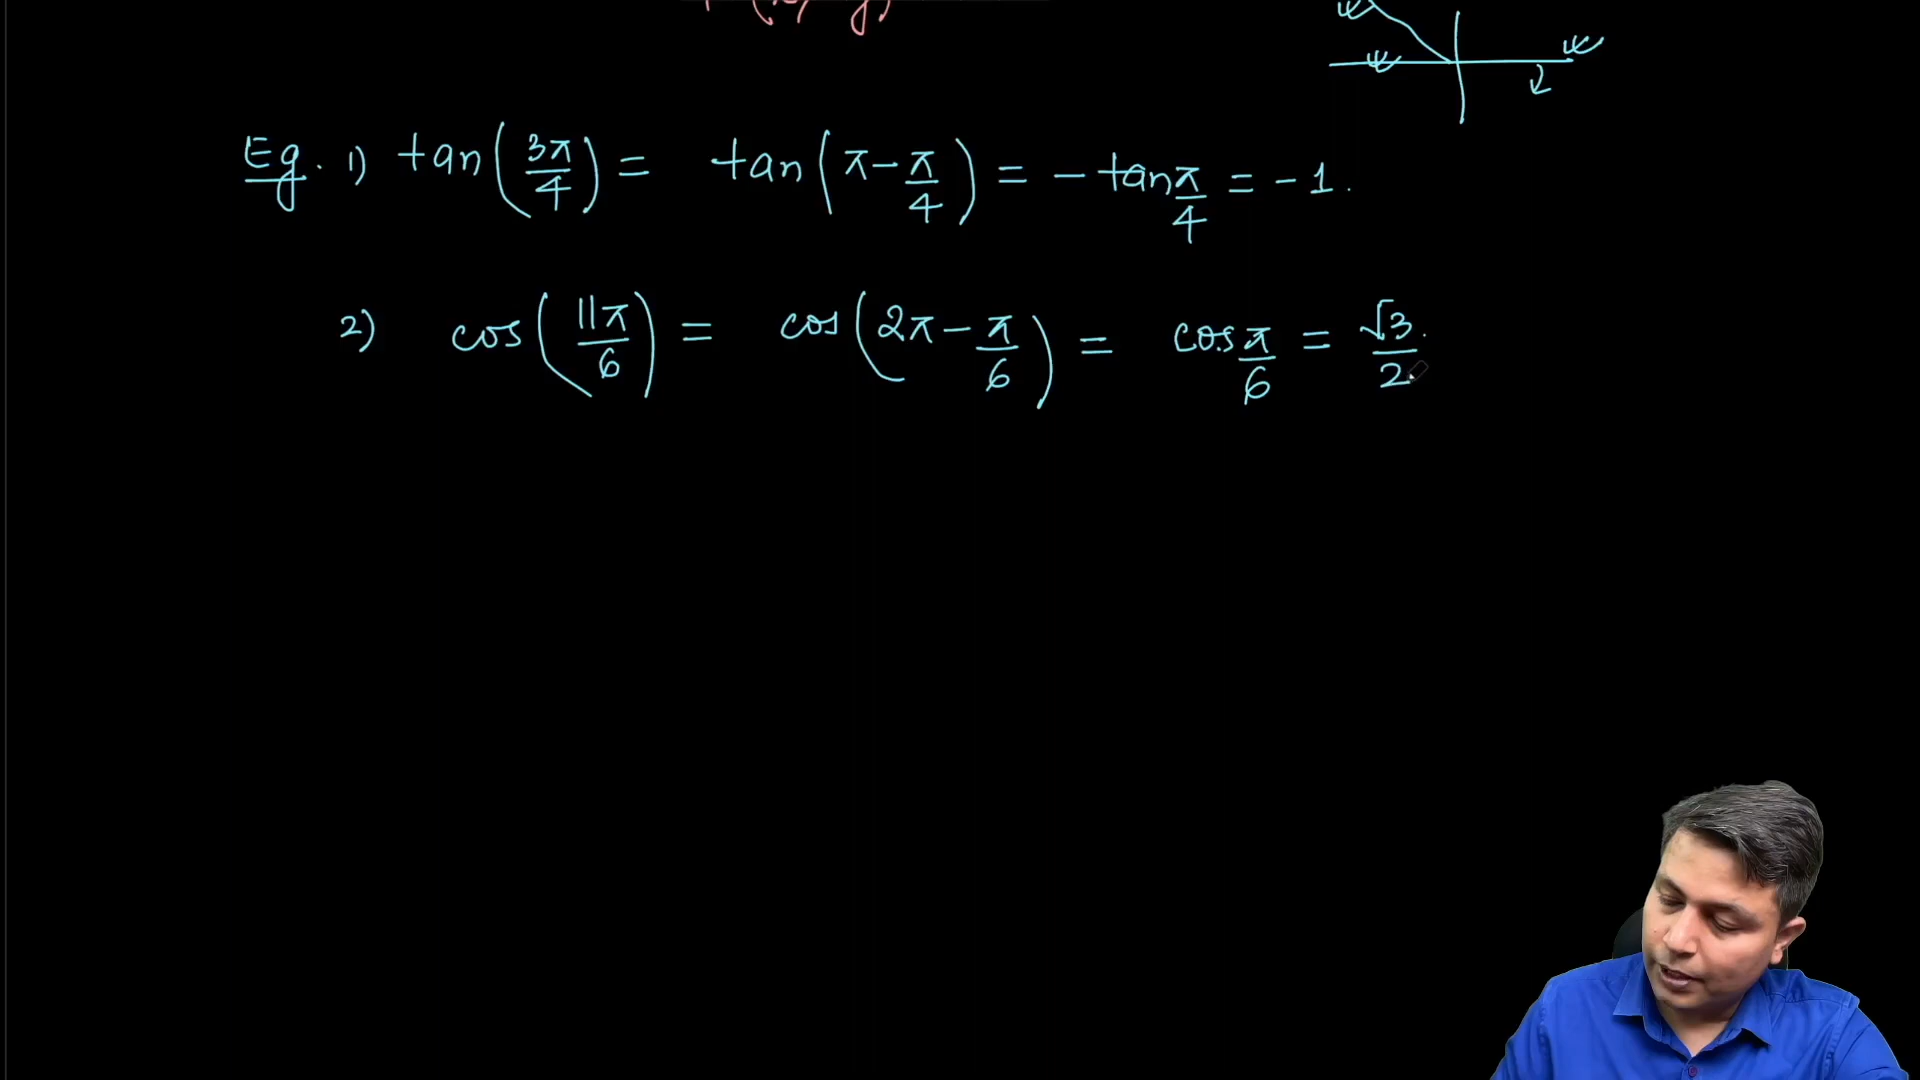 Eg. 1) tan(3π/4) = tan(π - π/4) = - tan π/4 = -1.
2) cos(11π/6) = cos(2π - π/6) = cos π/6 = √3/2.